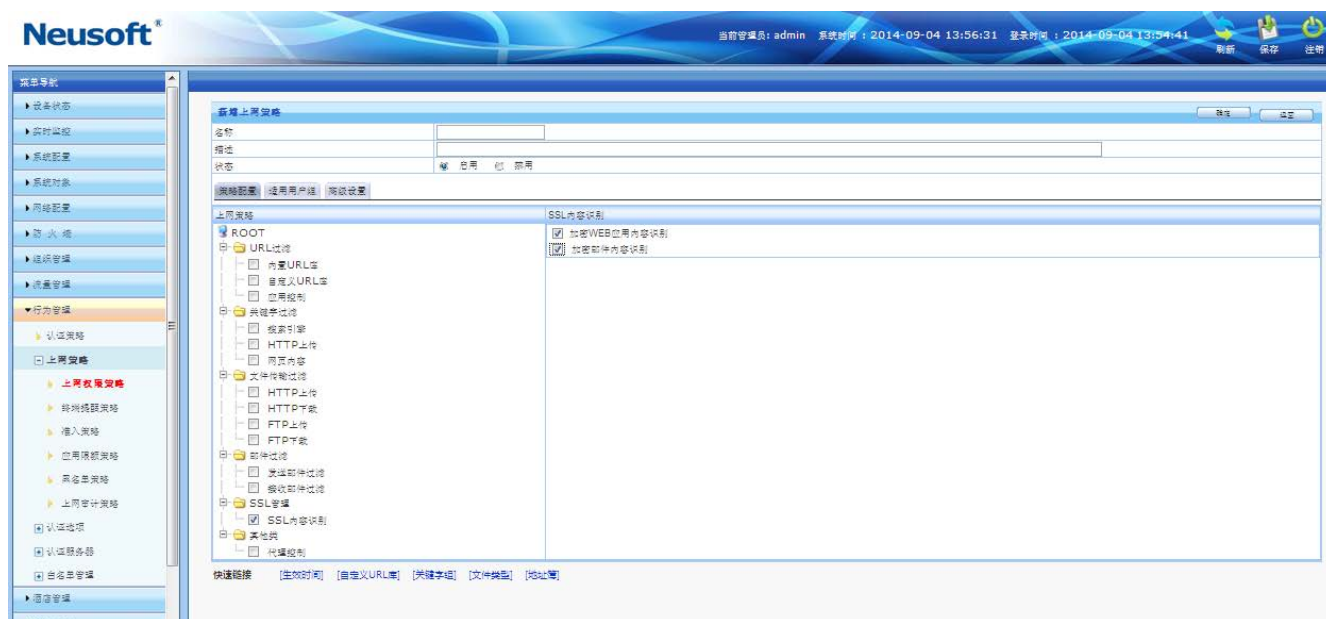 Neusoft®
当前管理员: admin 系统时间 : 2014-09-04 13:56:31 登录时间 : 2014-09-04 13:54:41
刷新 保存 注销
菜单导航
设备状态
实时监控
系统配置
系统对象
网络配置
防 火 墙
组织管理
流量管理
行为管理
认证策略
上网策略
上网权限策略
终端提醒策略
准入策略
应用限额策略
黑名单策略
上网审计策略
认证选项
认证服务器
白名单管理
酒店管理
新增上网策略
确定
名称
描述
状态 启用 禁用
策略配置 适用用户组 高级设置
上网策略 SSL内容识别
ROOT
加密WEB应用内容识别
URL过滤
加密邮件内容识别
内置URL库
自定义URL库
应用控制
关键字过滤
搜索引擎
HTTP上传
网页内容
文件传输过滤
HTTP上传
HTTP下载
FTP上传
FTP下载
邮件过滤
发送邮件过滤
接收邮件过滤
SSL管理
SSL内容识别
其他类
代理控制
快速链接 [生效时间] [自定义URL库] [关键字组] [文件类型] [地址簿]